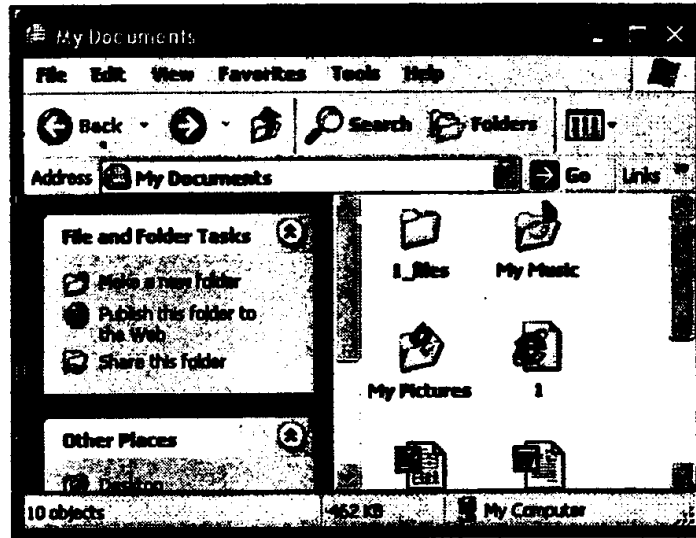 My Documents
File Edit View Favorites Tools Help
Back Search Folders
Address My Documents Go Links
File and Folder Tasks
Make a new folder
Publish this folder to
the Web
Share this folder
Other Places
Desktop
1_files My Music
My Pictures 1
10 objects 462 KB My Computer